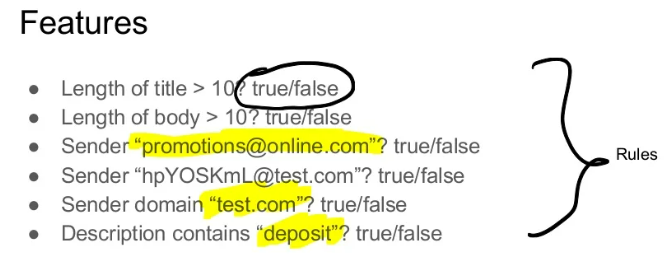 Features
● Length of title > 10? true/false
● Length of body > 10? true/false
● Sender “promotions@online.com”? true/false
● Sender “hpYOSKmL@test.com”? true/false
● Sender domain “test.com”? true/false
● Description contains “deposit”? true/false
Rules